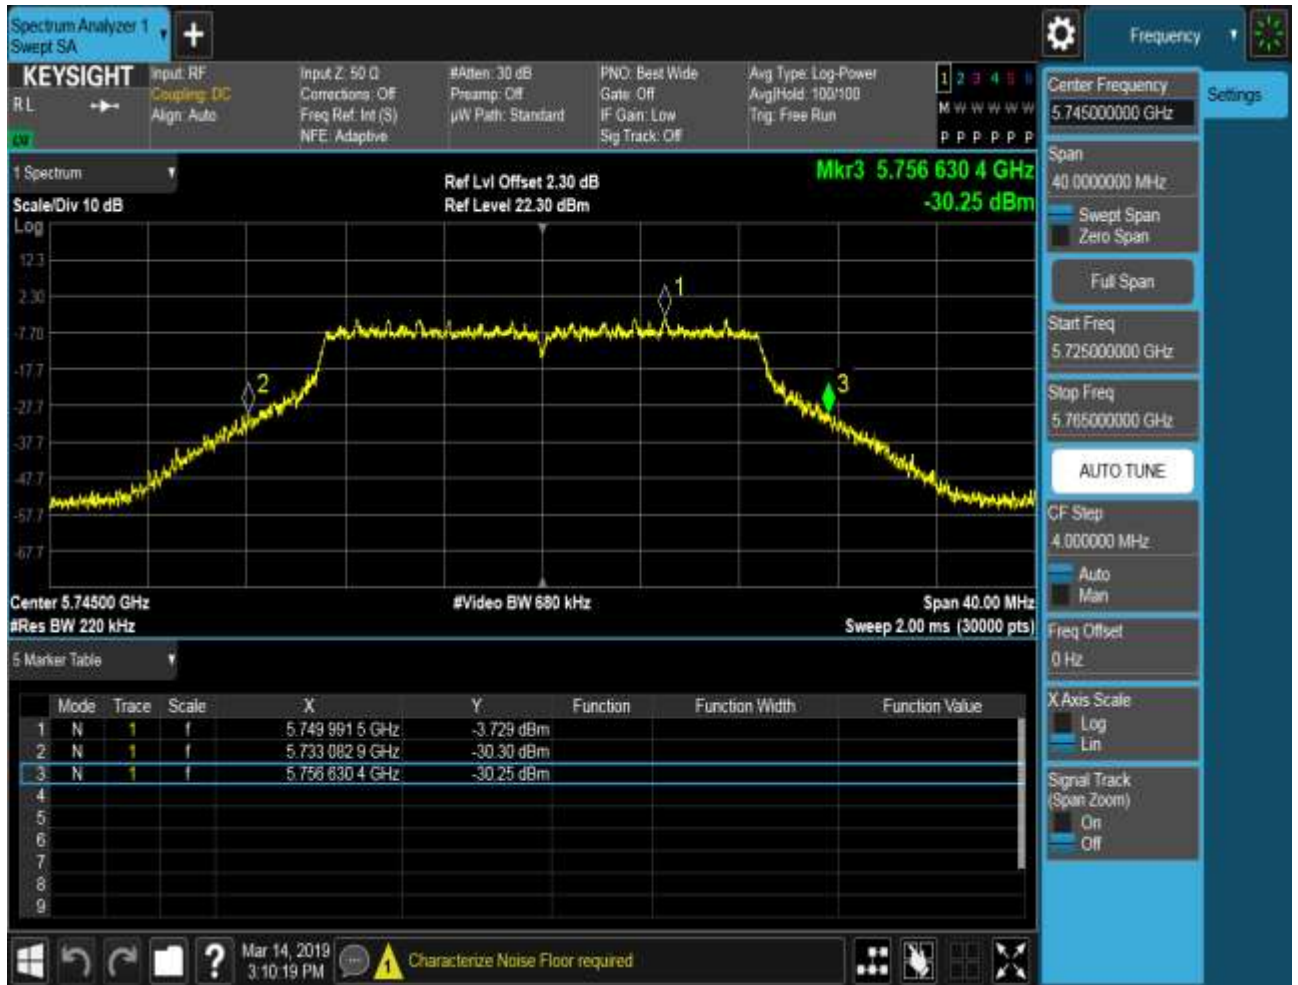 Spectrum Analyzer 1
Swept SA
+
Frequency
KEYSIGHT
RL
Input: RF
Coupling: DC
Align: Auto
Input Z: 50 Ω
Corrections: Off
Freq Ref: Int (S)
NFE: Adaptive
#Atten: 30 dB
Preamp: Off
µW Path: Standard
PNO: Best Wide
Gate: Off
IF Gain: Low
Sig Track: Off
Avg Type: Log-Power
Avg|Hold: 100/100
Trig: Free Run
1 2 3 4 5 6
M W W W W W
P P P P P P
1 Spectrum
Scale/Div 10 dB
Ref Lvl Offset 2.30 dB
Ref Level 22.30 dBm
Mkr3 5.756 630 4 GHz
-30.25 dBm
Log
12.3
2.30
-7.70
-17.7
-27.7
-37.7
-47.7
-57.7
-67.7
1
2
3
Center 5.74500 GHz
#Video BW 680 kHz
Span 40.00 MHz
#Res BW 220 kHz
Sweep 2.00 ms (30000 pts)
5 Marker Table
Mode Trace Scale X Y Function Function Width Function Value
1 N 1 f 5.749 991 5 GHz -3.729 dBm
2 N 1 f 5.733 082 9 GHz -30.30 dBm
3 N 1 f 5.756 630 4 GHz -30.25 dBm
4
5
6
7
8
9
?
Mar 14, 2019
3:10:19 PM
1
Characterize Noise Floor required
Center Frequency
5.745000000 GHz
Settings
Span
40.0000000 MHz
Swept Span
Zero Span
Full Span
Start Freq
5.725000000 GHz
Stop Freq
5.765000000 GHz
AUTO TUNE
CF Step
4.000000 MHz
Auto
Man
Freq Offset
0 Hz
X Axis Scale
Log
Lin
Signal Track
(Span Zoom)
On
Off